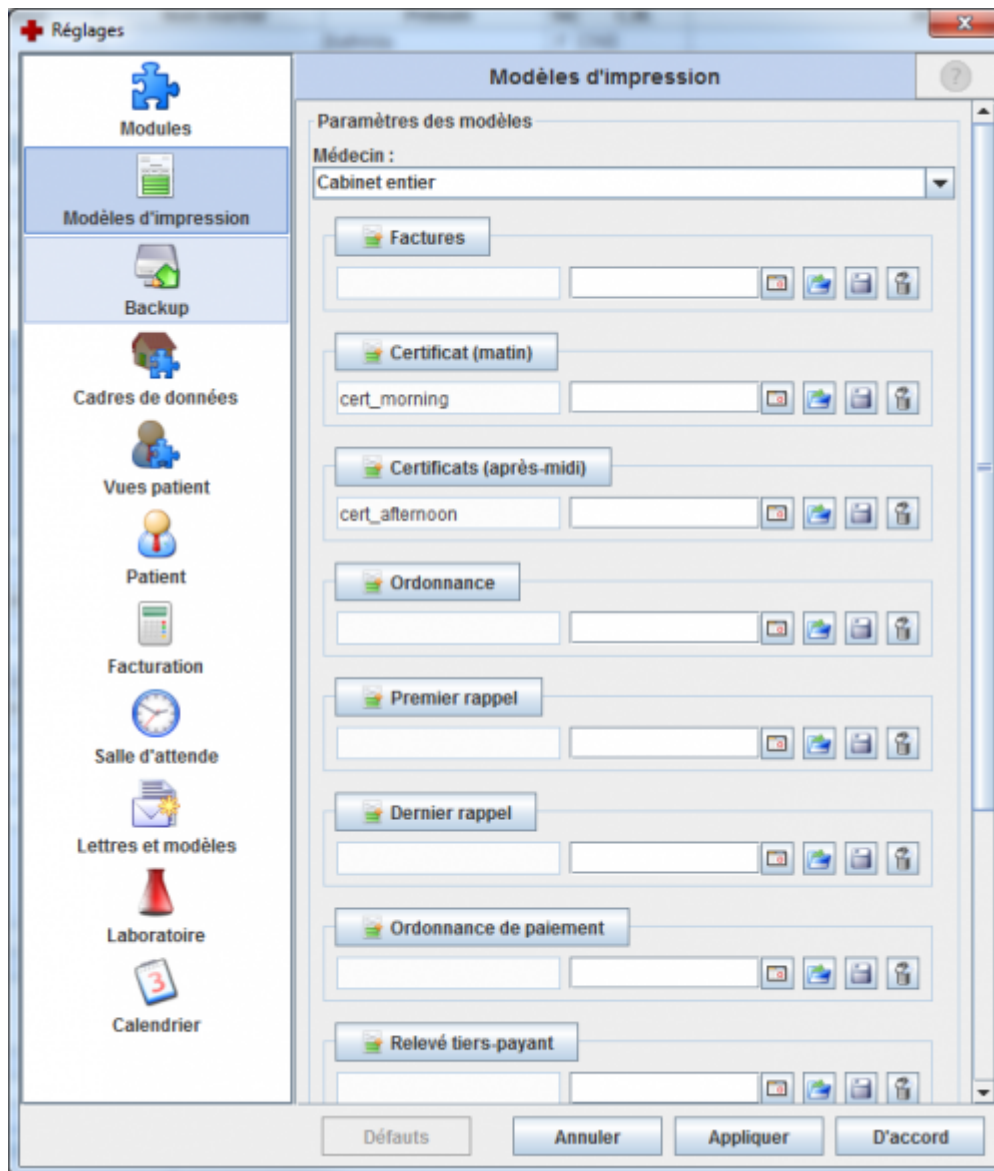 Réglages
Modules
Modèles d'impression
Backup
Cadres de données
Vues patient
Patient
Facturation
Salle d'attende
Lettres et modèles
Laboratoire
3
Calendrier
Modèles d'impression
?
Paramètres des modèles
Médecin :
Cabinet entier
Factures
Certificat (matin)
cert_morning
Certificats (après-midi)
cert_afternoon
Ordonnance
Premier rappel
Dernier rappel
Ordonnance de paiement
Relevé tiers-payant
Défauts
Annuler
Appliquer
D'accord